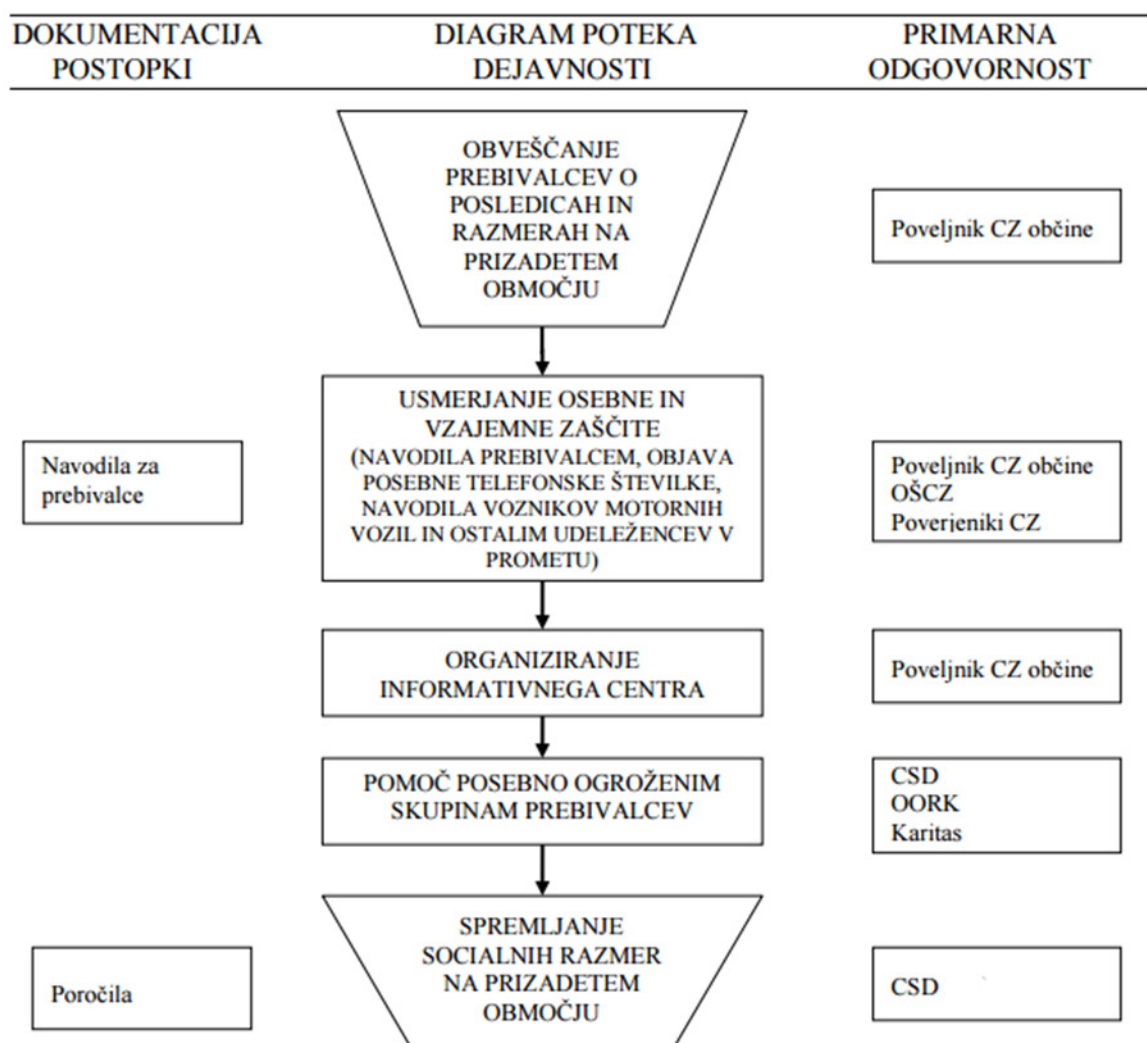 DOKUMENTACIJA
POSTOPKI
DIAGRAM POTEKA
DEJAVNOSTI
PRIMARNA
ODGOVORNOST
OBVEŠČANJE
PREBIVALCEV O
POSLEDICAH IN
RAZMERAH NA
PRIZADETEM
OBMOČJU
Poveljnik CZ občine
Navodila za
prebivalce
USMERJANJE OSEBNE IN
VZAJEMNE ZAŠČITE
(NAVODILA PREBIVALCEM, OBJAVA
POSEBNE TELEFONSKE ŠTEVILKE,
NAVODILA VOZNIKOV MOTORNIH
VOZIL IN OSTALIM UDELEŽENCEV V
PROMETU)
Poveljnik CZ občine
OŠCZ
Poverjeniki CZ
ORGANIZIRANJE
INFORMATIVNEGA CENTRA
Poveljnik CZ občine
POMOČ POSEBNO OGROŽENIM
SKUPINAM PREBIVALCEV
CSD
OORK
Karitas
Poročila
SPREMLJANJE
SOCIALNIH RAZMER
NA PRIZADETEM
OBMOČJU
CSD